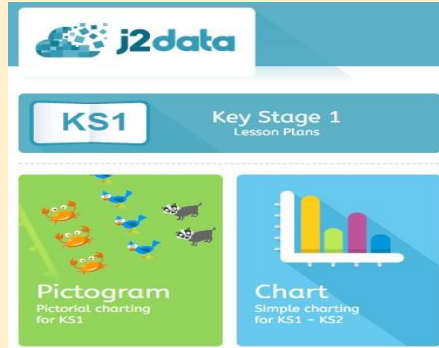 j2data
KS1
Key Stage 1
Lesson Plans
Pictogram
Pictorial charting
for KS1
Chart
Simple charting
for KS1 - KS2